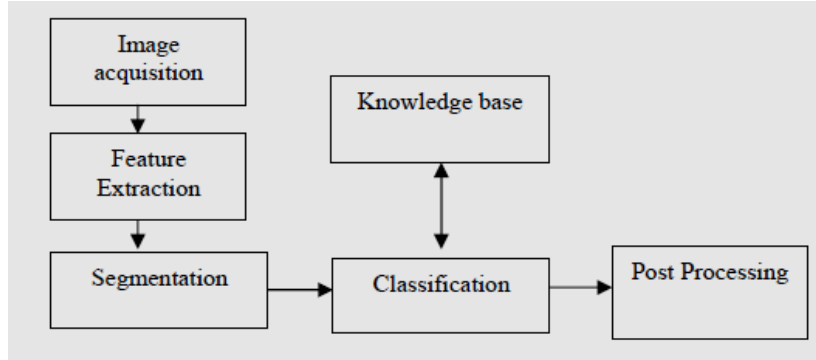 Image
acquisition
Knowledge base
Feature
Extraction
Segmentation
Classification
Post Processing